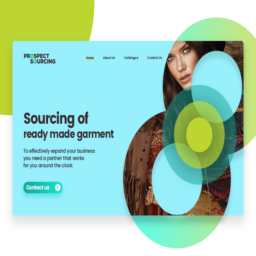 PROSPECT
SOURCING
Home
About Us
Catalogue
Contact Us
Sourcing of
ready made garment
To effectively expand your business
you need a partner that works
for you around the clock.
Contact us